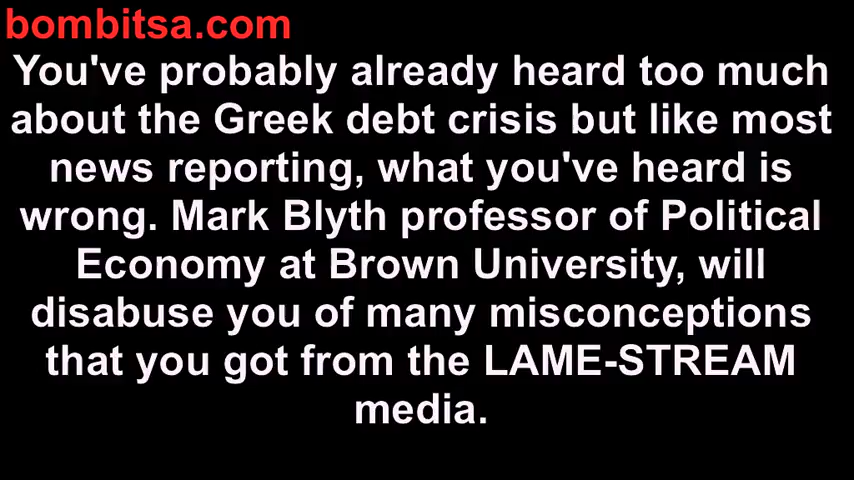 bombitsa.com
You've probably already heard too much
about the Greek debt crisis but like most
news reporting, what you've heard is
wrong. Mark Blyth professor of Political
Economy at Brown University, will
disabuse you of many misconceptions
that you got from the LAME-STREAM
media.